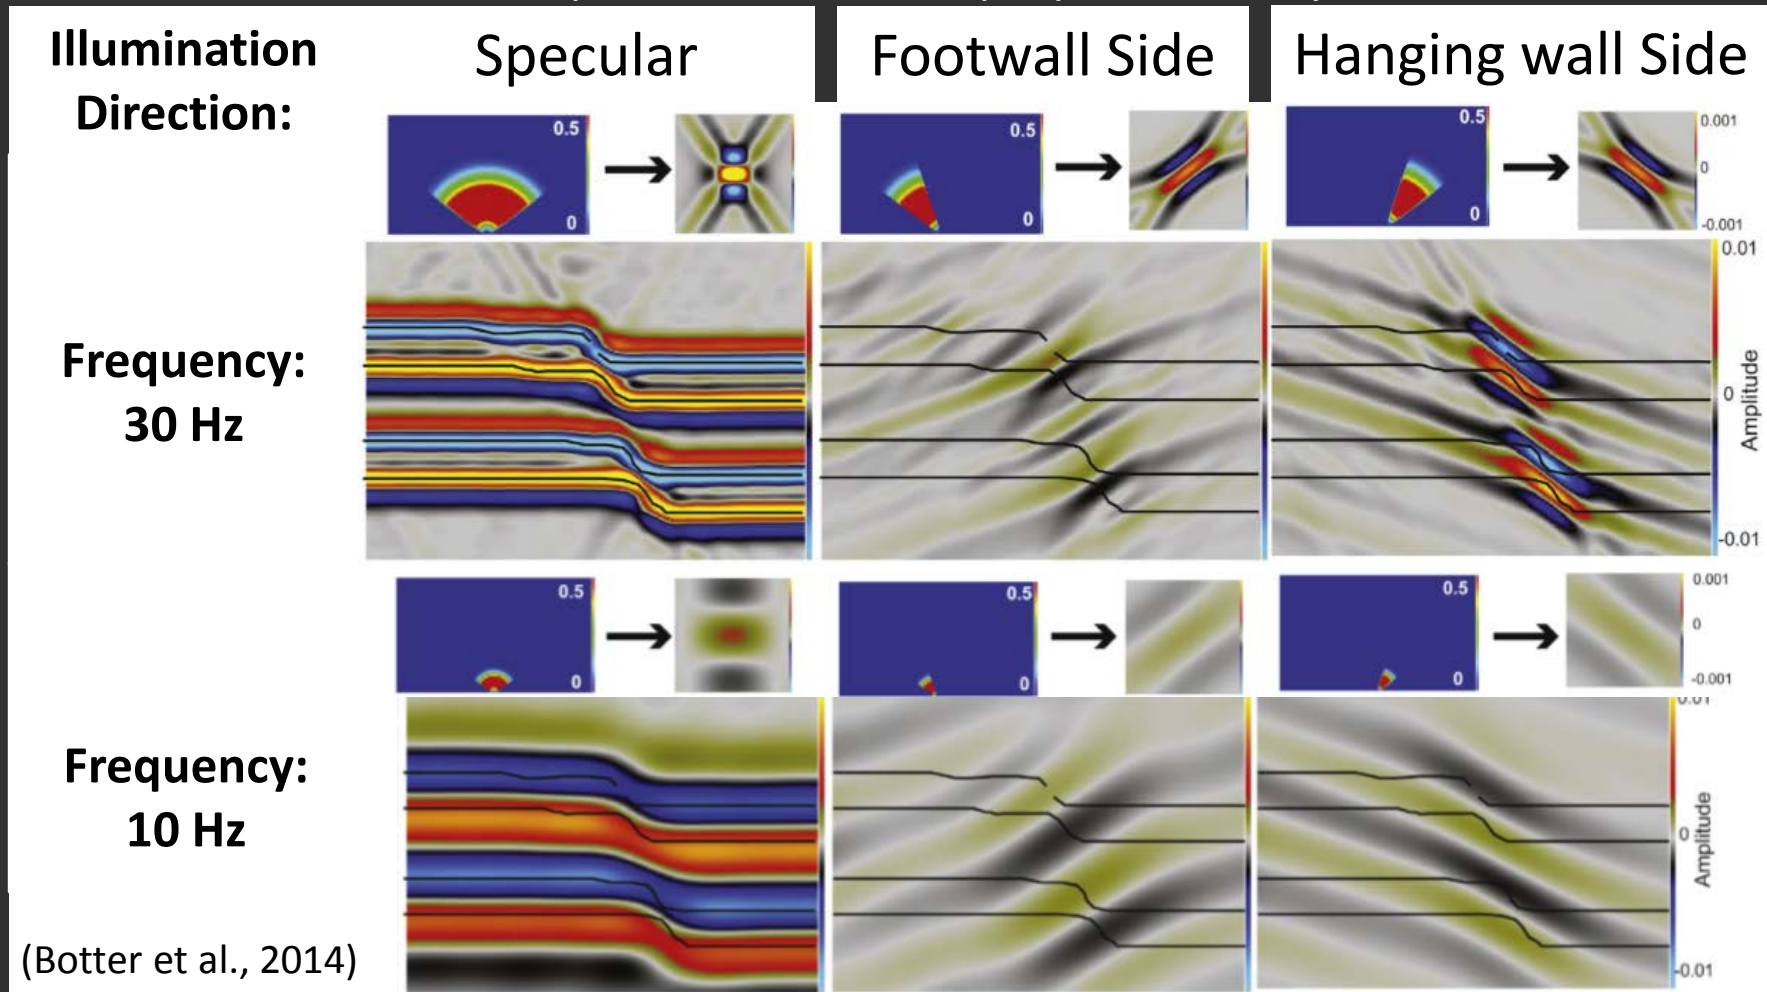 Illumination
Direction:
Specular
Footwall Side
Hanging wall Side
0.5
0
0.5
0
0.5
0
0.001
0
-0.001
Frequency:
30 Hz
0.01
0
-0.01
Amplitude
0.5
0
0.5
0
0.5
0
0.001
0
-0.001
Frequency:
10 Hz
0.01
0
-0.01
Amplitude
(Botter et al., 2014)